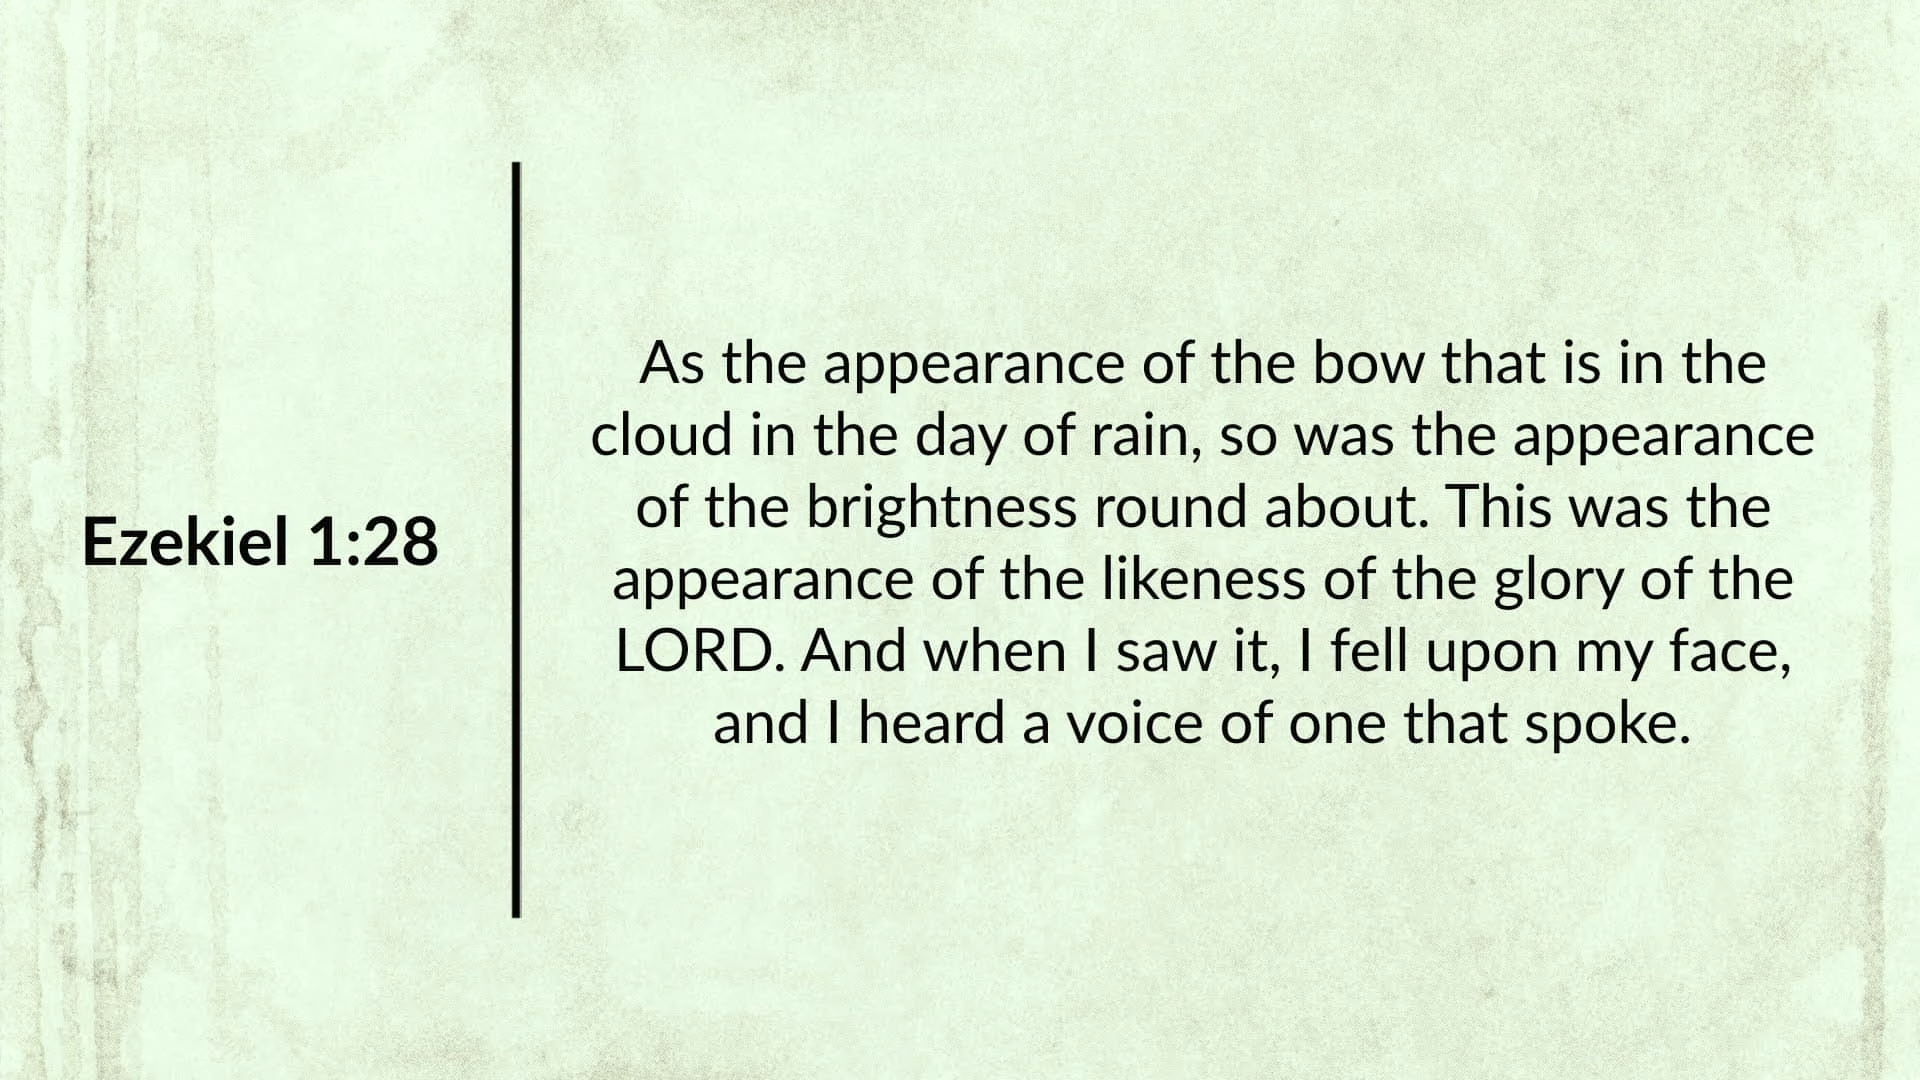 Ezekiel 1:28
As the appearance of the bow that is in the
cloud in the day of rain, so was the appearance
of the brightness round about. This was the
appearance of the likeness of the glory of the
LORD. And when I saw it, I fell upon my face,
and I heard a voice of one that spoke.